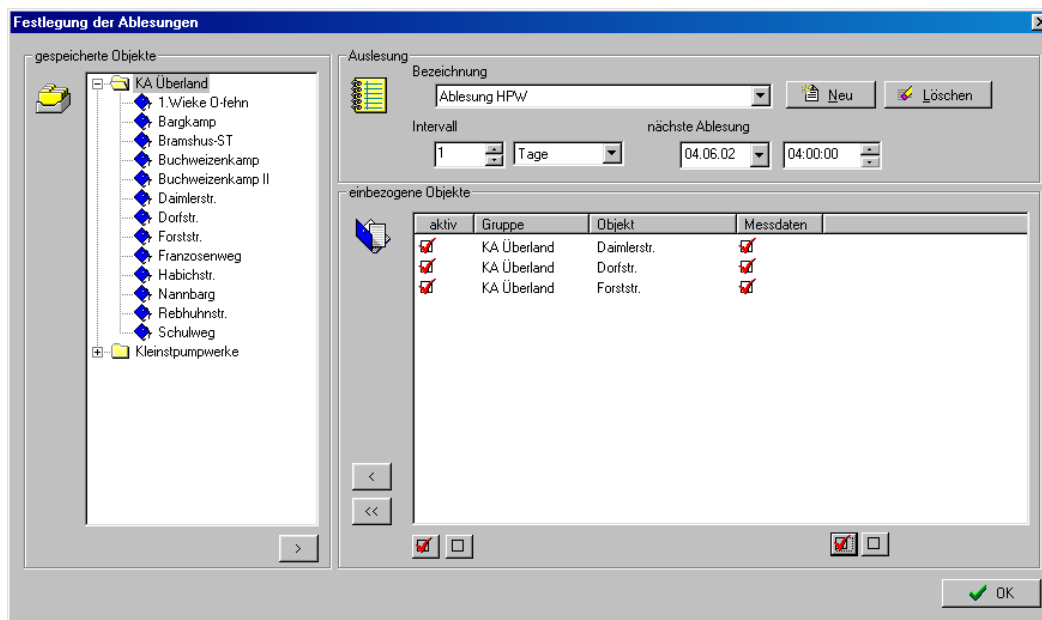 Festlegung der Ablesungen
gespeicherte Objekte
KA Überland
1.Wieke O-fehn
Bargkamp
Bramshus-ST
Buchweizenkamp
Buchweizenkamp II
Daimlerstr.
Dorfstr.
Forststr.
Franzosenweg
Habichstr.
Nannbarg
Rebhuhnstr.
Schulweg
Kleinstpumpwerke
>
Auslesung
Bezeichnung
Ablesung HPW
Neu
Löschen
Intervall
nächste Ablesung
1 Tage 04.06.02 04:00:00
einbezogene Objekte
aktiv Gruppe Objekt Messdaten
KA Überland Daimlerstr.
KA Überland Dorfstr.
KA Überland Forststr.
<
<<
OK